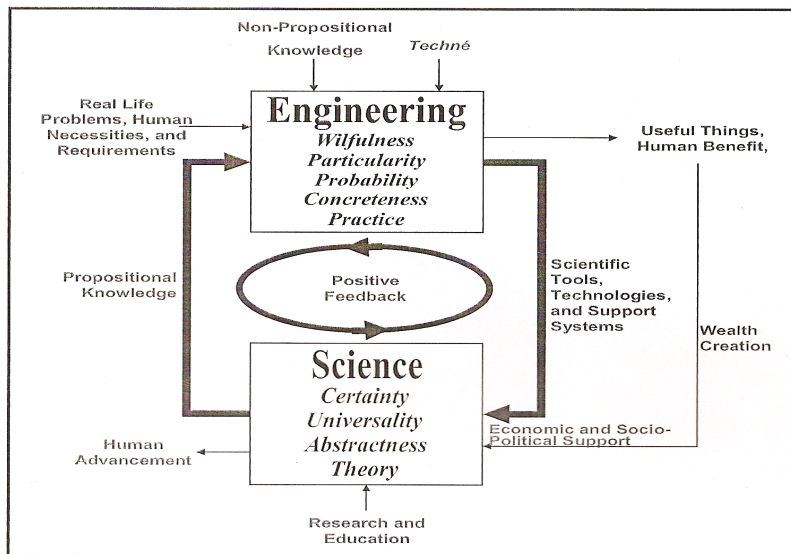 Non-Propositional
Knowledge
Techné
Real Life
Problems, Human
Necessities, and
Requirements
Engineering
Wilfulness
Particularity
Probability
Concreteness
Practice
Useful Things,
Human Benefit,
Propositional
Knowledge
Positive
Feedback
Scientific
Tools,
Technologies,
and Support
Systems
Wealth
Creation
Science
Certainty
Universality
Abstractness
Theory
Economic and Socio-
Political Support
Human
Advancement
Research and
Education